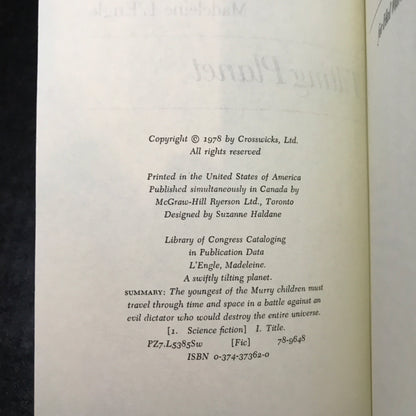 Copyright © 1978 by Crosswicks, Ltd.
All rights reserved
Printed in the United States of America
Published simultaneously in Canada by
McGraw-Hill Ryerson Ltd., Toronto
Designed by Suzanne Haldane
Library of Congress Cataloging
in Publication Data
L'Engle, Madeleine.
A swiftly tilting planet.
SUMMARY: The youngest of the Murry children must
travel through time and space in a battle against an
evil dictator who would destroy the entire universe.
[1. Science fiction] I. Title.
PZ7.L5385Sw [Fic] 78-9648
ISBN 0-374-37362-0